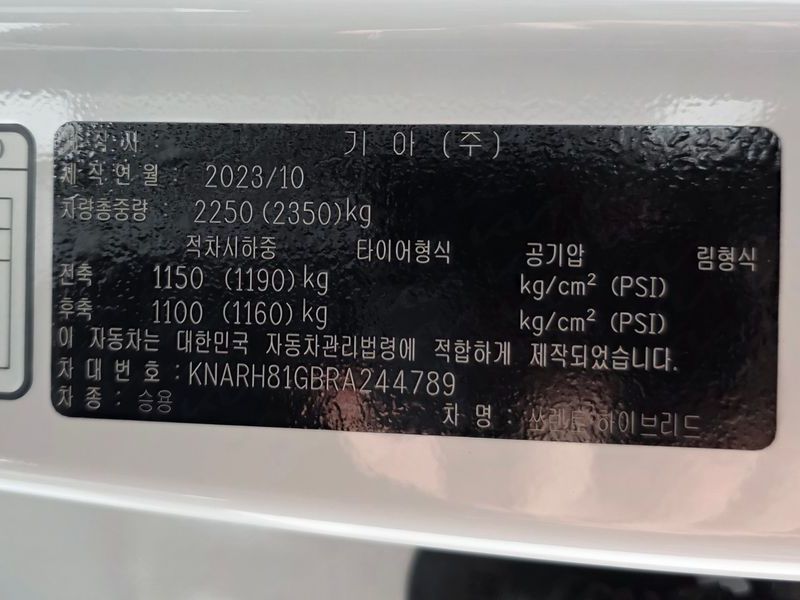 제작자 : 기 아 (주)
제작연월 : 2023/10
차량총중량 : 2250(2350)kg
적차시하중 타이어형식 공기압 림형식
전축 1150 (1190)kg kg/cm² (PSI)
후축 1100 (1160)kg kg/cm² (PSI)
이 자동차는 대한민국 자동차관리법령에 적합하게 제작되었습니다.
차대번호 : KNARH81GBRA244789
차종 : 승용 차 명 : 쏘렌토 하이브리드